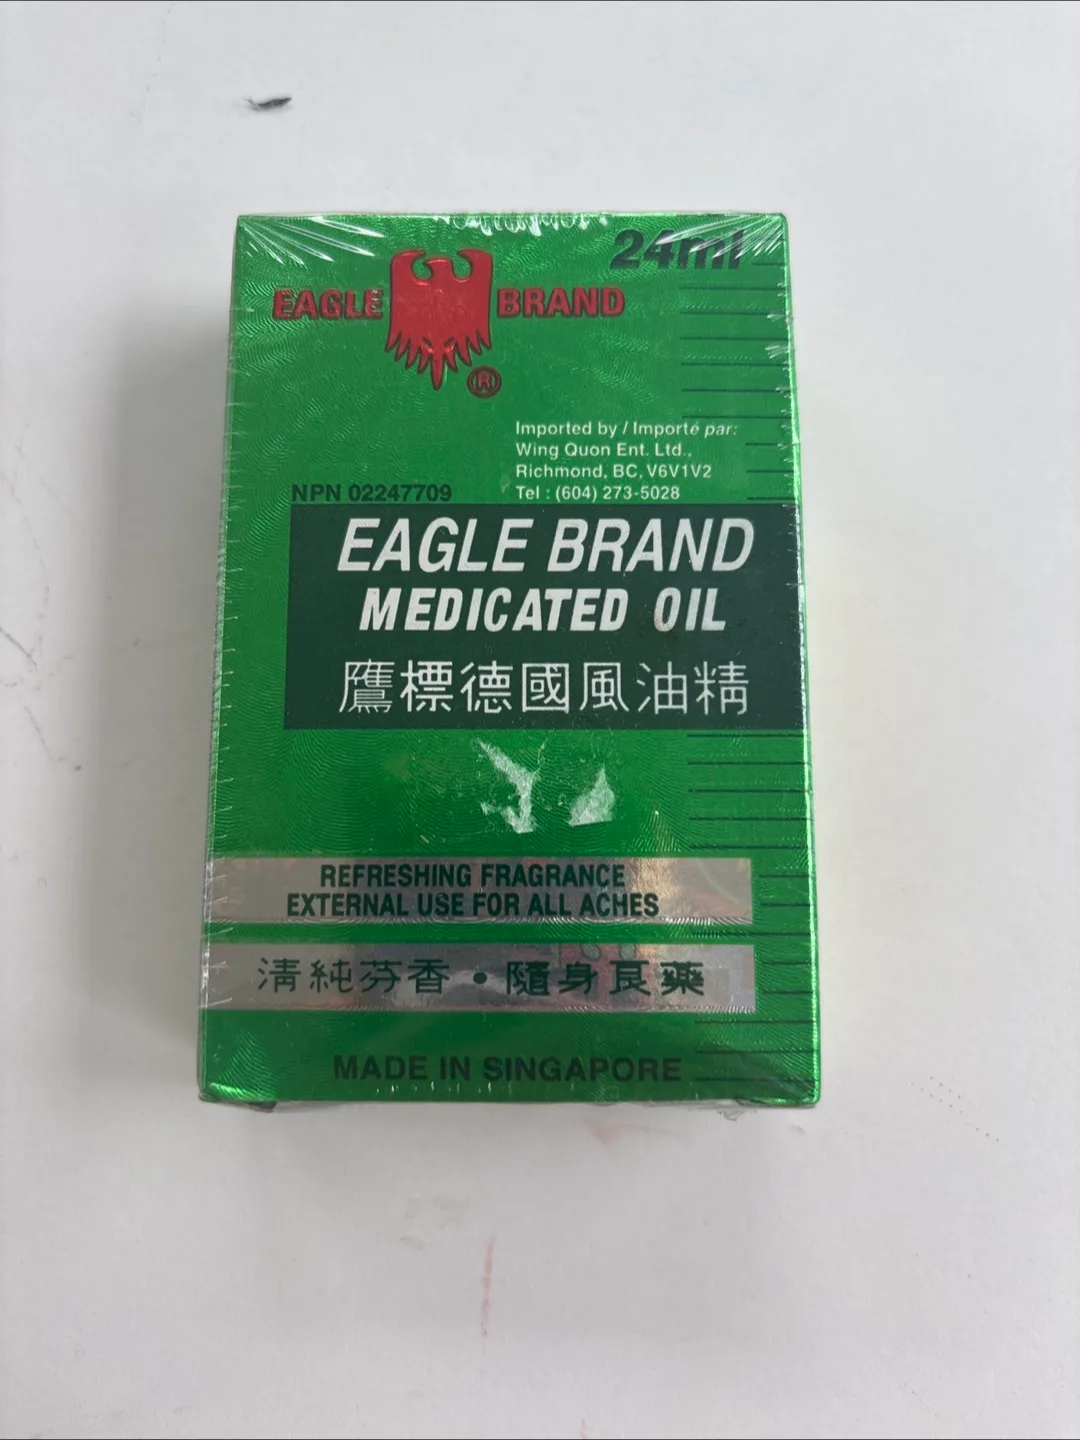 24ml
EAGLE BRAND
®
Imported by / Importé par:
Wing Quon Ent. Ltd.,
Richmond, BC, V6V1V2
Tel : (604) 273-5028
NPN 02247709
EAGLE BRAND
MEDICATED OIL
鷹標德國風油精
REFRESHING FRAGRANCE
EXTERNAL USE FOR ALL ACHES
清純芬香・隨身良藥
MADE IN SINGAPORE